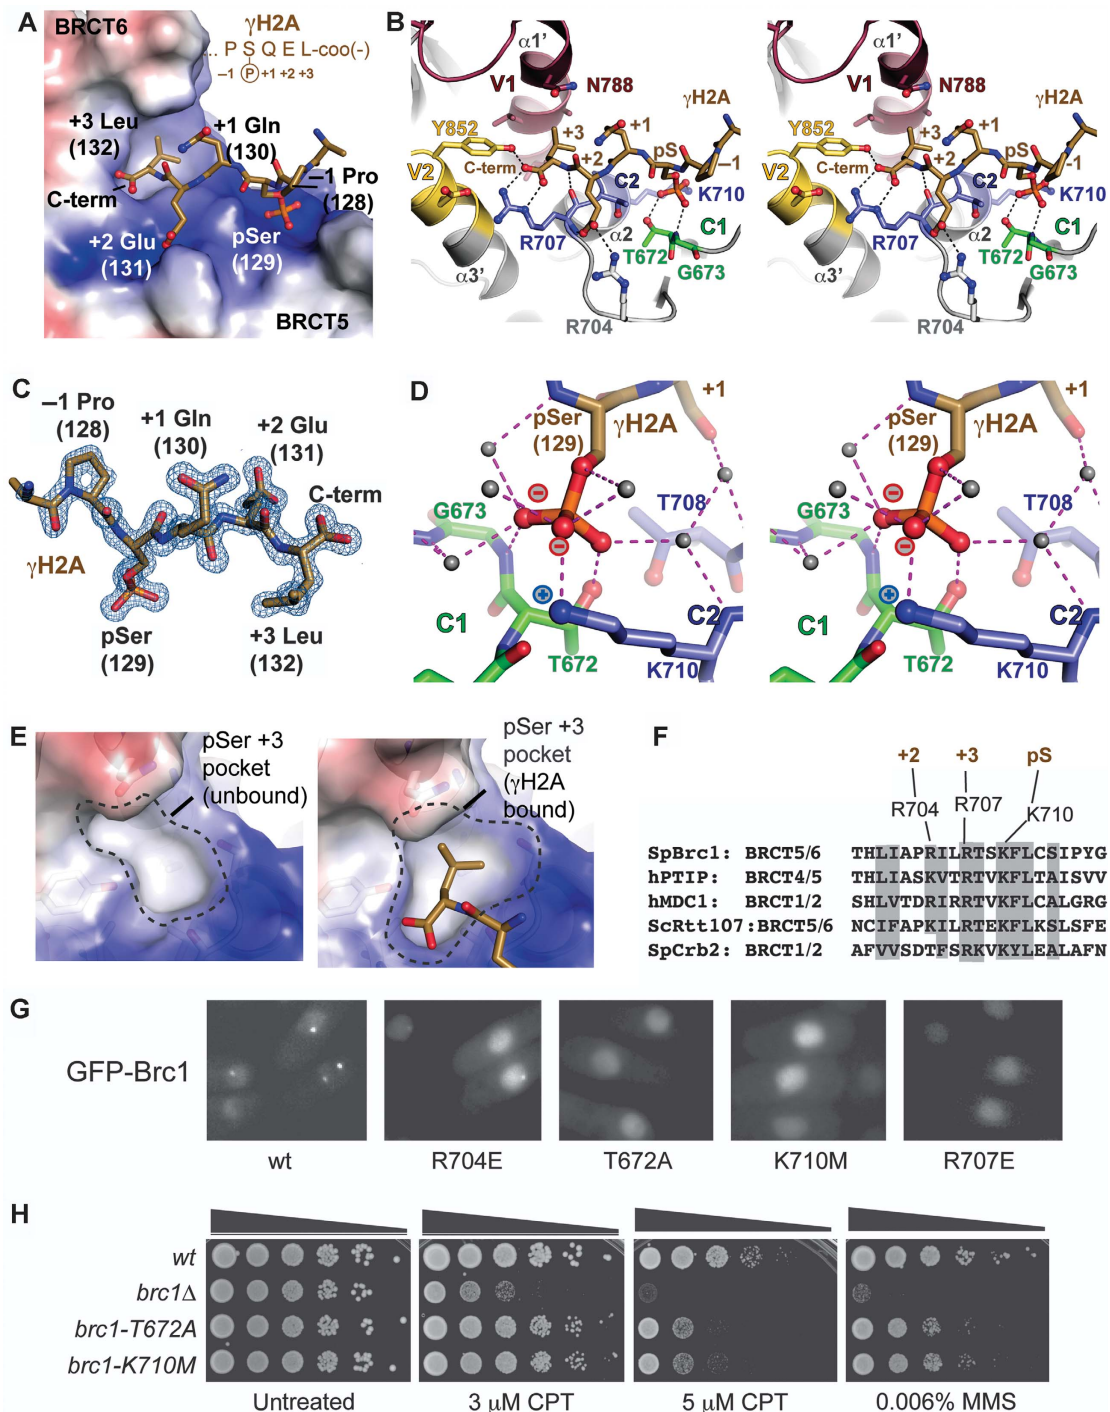 A
BRCT6
γH2A
... P S Q E L-coo(-)
−1 P +1 +2 +3
+3 Leu
(132)
+1 Gln
(130)
−1 Pro
(128)
C-term
+2 Glu
(131)
pSer
(129)
BRCT5
B
α1'
V1
N788
γH2A
Y852
+3
+1
pS
−1
V2
C-term
+2
C2
K710
R707
α2
C1
T672
G673
α3'
R704
α1'
V1
N788
γH2A
Y852
+3
+1
pS
−1
V2
C-term
+2
C2
K710
R707
α2
C1
T672
G673
α3'
R704
C
−1 Pro
(128)
+1 Gln
(130)
+2 Glu
(131)
C-term
γH2A
pSer
(129)
+3 Leu
(132)
D
+1
pSer
(129)
γH2A
G673
T708
C1
C2
T672
K710
+1
pSer
(129)
γH2A
G673
T708
C1
C2
T672
K710
E
pSer +3
pocket
(unbound)
pSer +3
pocket
(γH2A
bound)
F
+2 +3 pS
R704 R707 K710
SpBrc1: BRCT5/6 THLIAPRILRTSKFLCSIPYG
hPTIP: BRCT4/5 THLIASKVTRTVKFLTAISVV
hMDC1: BRCT1/2 SHLVTDRIRRTVKFLCALGRG
ScRtt107:BRCT5/6 NCIFAPKILRTEKFLKSLSFE
SpCrb2: BRCT1/2 AFVVSDTFSRKVKYLEALAFN
G
GFP-Brc1
wt R704E T672A K710M R707E
H
wt
brc1Δ
brc1-T672A
brc1-K710M
Untreated 3 μM CPT 5 μM CPT 0.006% MMS